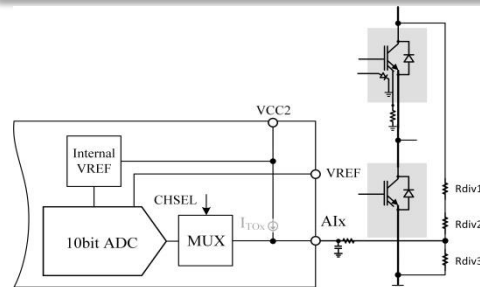 VCC2
Internal
VREF
VREF
CHSEL
Rdiv1
ITOx
AIx
10bit ADC
MUX
Rdiv2
Rdiv3